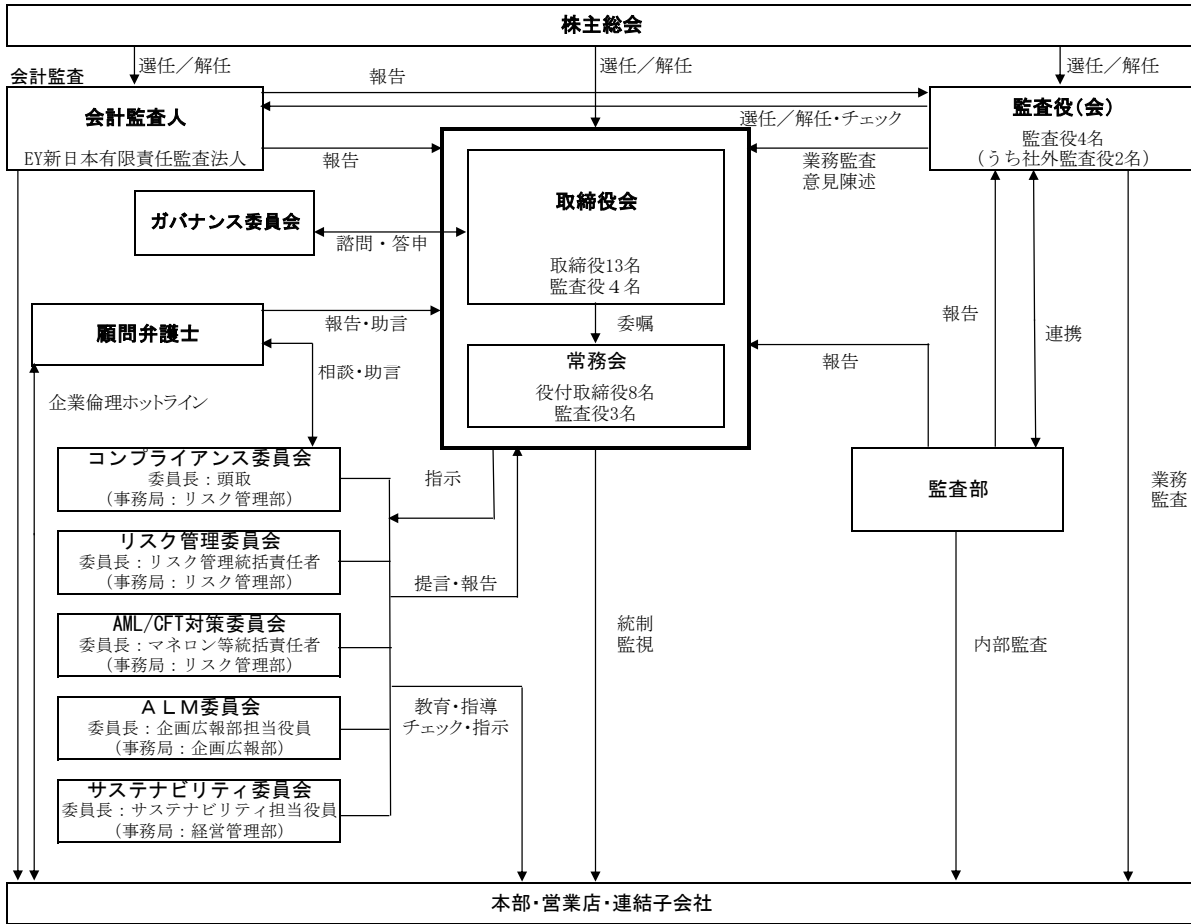 株主総会
選任／解任
選任／解任
選任／解任
会計監査
報告
会計監査人
EY新日本有限責任監査法人
監査役(会)
監査役4名
(うち社外監査役2名)
選任／解任・チェック
報告
業務監査
意見陳述
取締役会
取締役13名
監査役４名
ガバナンス委員会
諮問・答申
委嘱
顧問弁護士
報告・助言
常務会
役付取締役8名
監査役3名
報告
報告
連携
相談・助言
企業倫理ホットライン
コンプライアンス委員会
委員長：頭取
(事務局：リスク管理部)
指示
監査部
業務
監査
リスク管理委員会
委員長：リスク管理統括責任者
(事務局：リスク管理部)
提言・報告
AML/CFT対策委員会
委員長：マネロン等統括責任者
(事務局：リスク管理部)
統制
監視
内部監査
ＡＬＭ委員会
委員長：企画広報部担当役員
(事務局：企画広報部)
教育・指導
チェック・指示
サステナビリティ委員会
委員長：サステナビリティ担当役員
(事務局：経営管理部)
本部・営業店・連結子会社